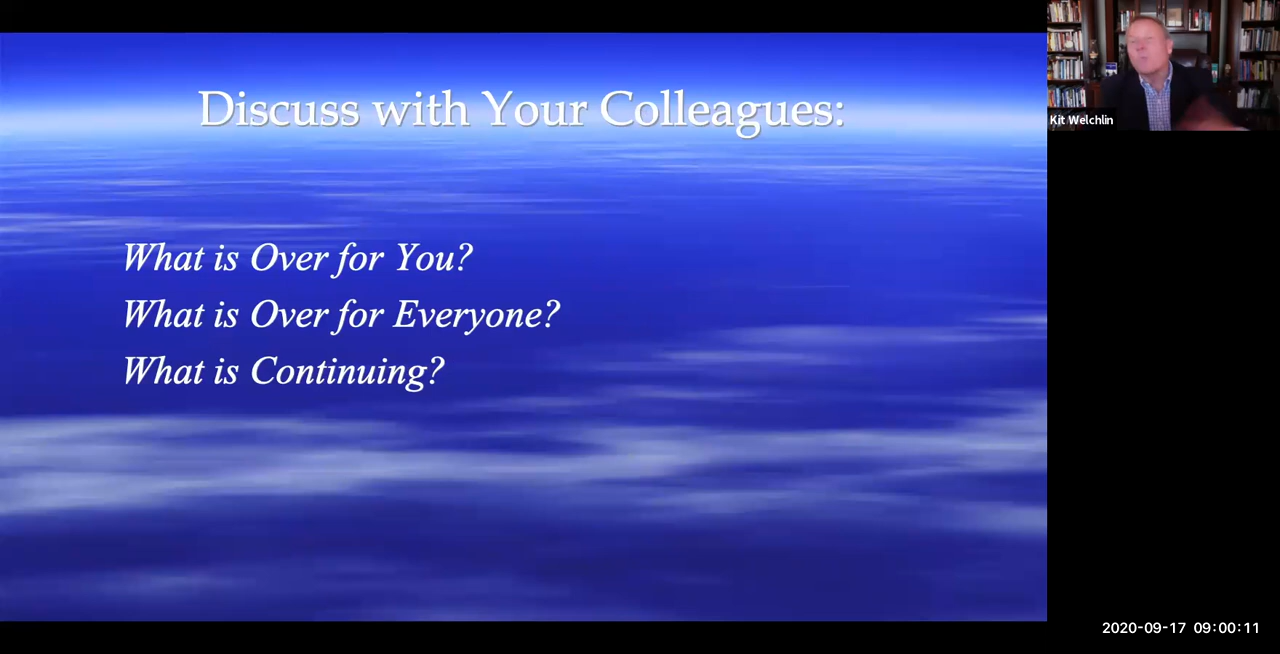 Discuss with Your Colleagues:
What is Over for You?
What is Over for Everyone?
What is Continuing?
Kit Welchlin
2020-09-17 09:00:11